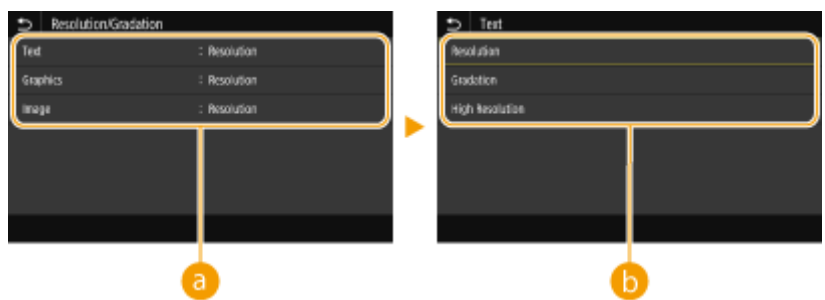 Resolution/Gradation
Text : Resolution
Graphics : Resolution
Image : Resolution
a
Text
Resolution
Gradation
High Resolution
b